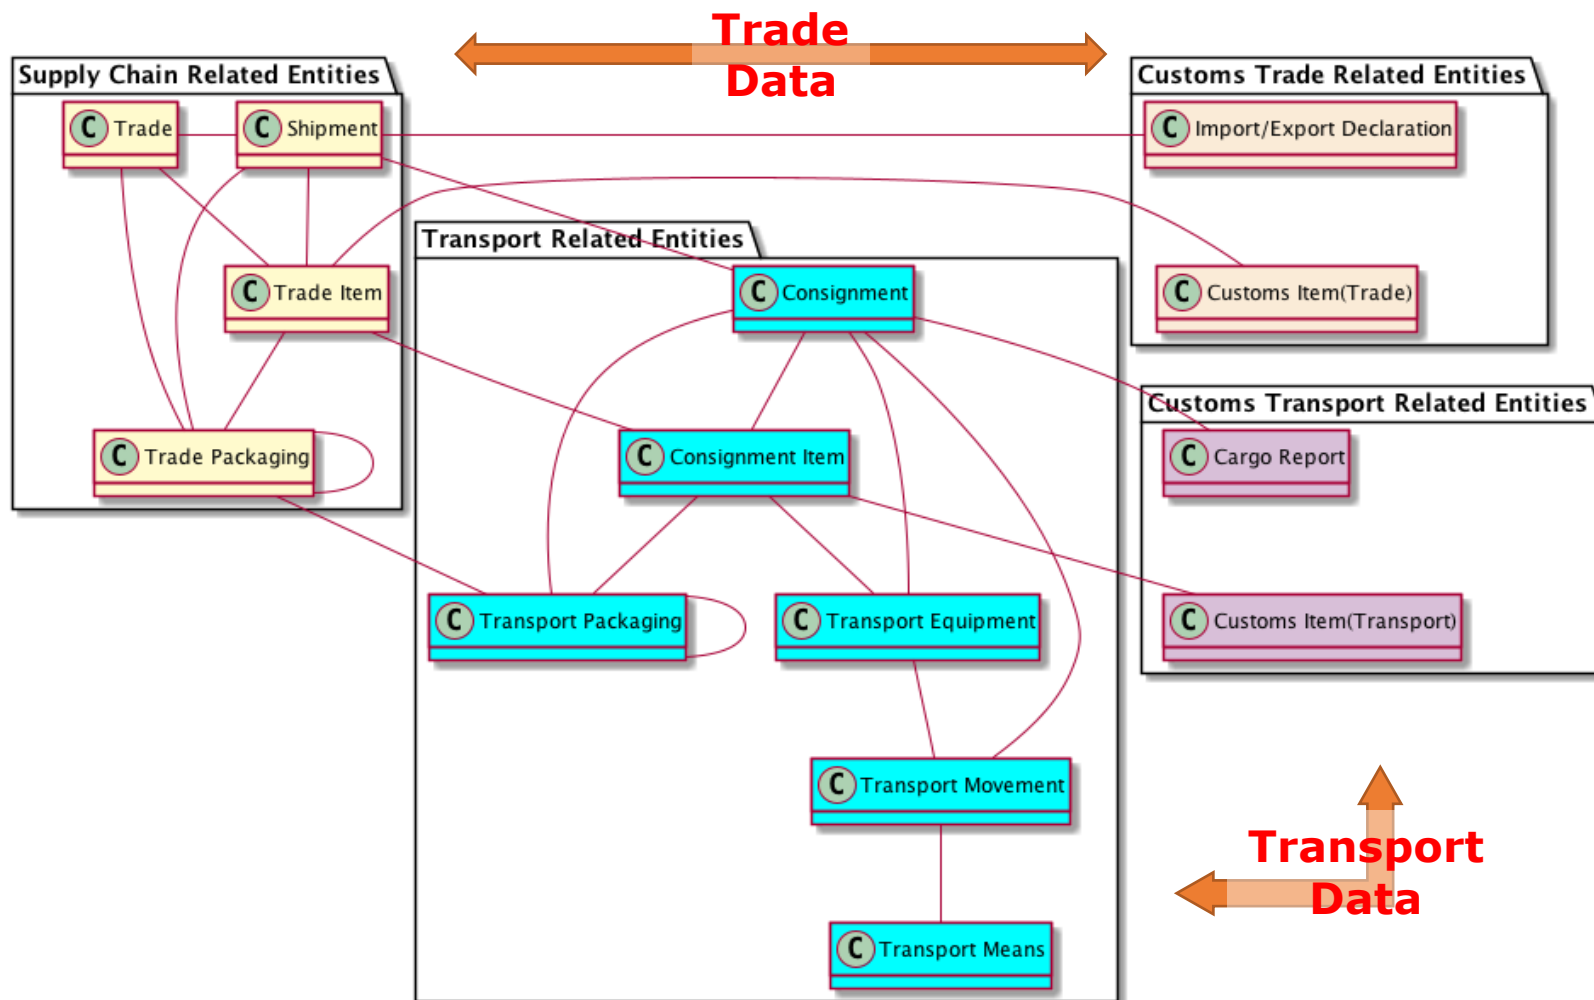 Trade
Data
Supply Chain Related Entities
Customs Trade Related Entities
C Trade
C Shipment
C Import/Export Declaration
Transport Related Entities
C Trade Item
C Consignment
C Customs Item(Trade)
Customs Transport Related Entities
C Trade Packaging
C Consignment Item
C Cargo Report
C Transport Packaging
C Transport Equipment
C Customs Item(Transport)
C Transport Movement
Transport
Data
C Transport Means